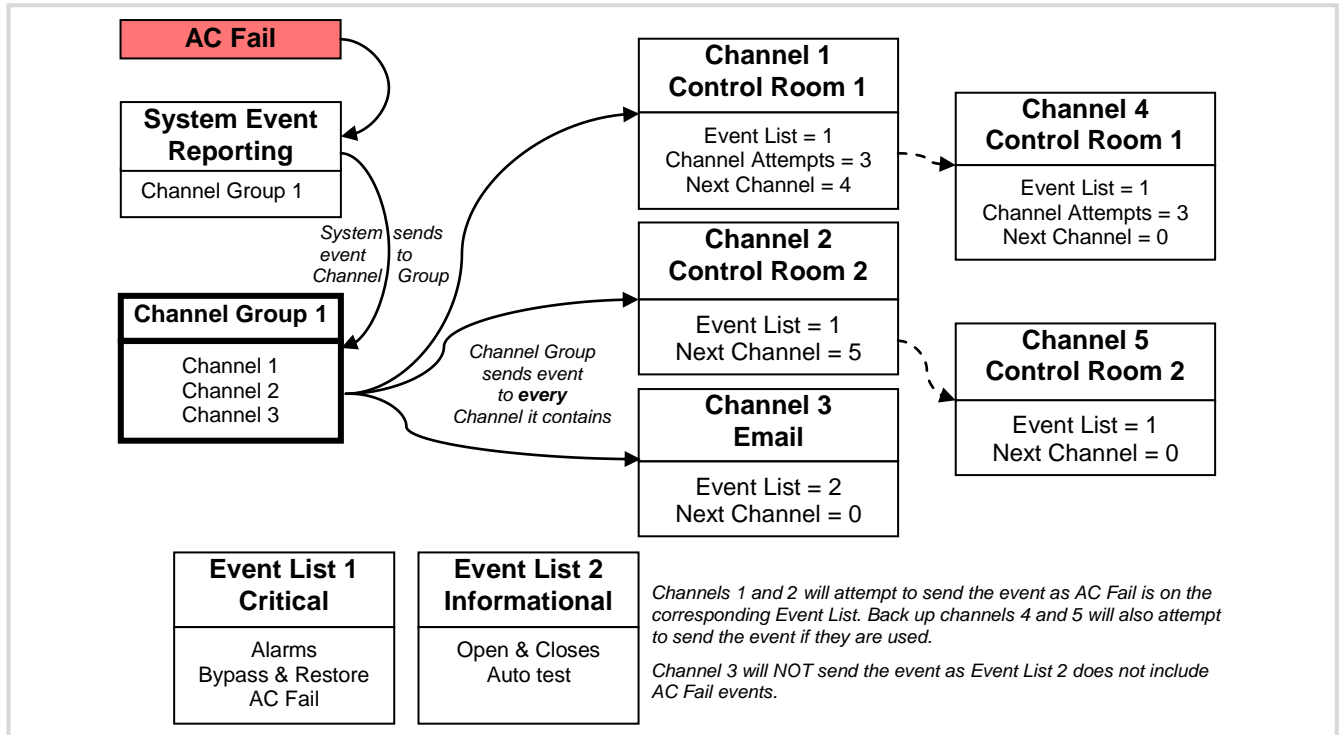 AC Fail
System Event
Reporting
Channel Group 1
System sends
event to
Channel Group
Channel Group 1
Channel 1
Channel 2
Channel 3
Channel Group
sends event
to every
Channel it contains
Channel 1
Control Room 1
Event List = 1
Channel Attempts = 3
Next Channel = 4
Channel 2
Control Room 2
Event List = 1
Next Channel = 5
Channel 3
Email
Event List = 2
Next Channel = 0
Channel 4
Control Room 1
Event List = 1
Channel Attempts = 3
Next Channel = 0
Channel 5
Control Room 2
Event List = 1
Next Channel = 0
Event List 1
Critical
Alarms
Bypass & Restore
AC Fail
Event List 2
Informational
Open & Closes
Auto test
Channels 1 and 2 will attempt to send the event as AC Fail is on the
corresponding Event List. Back up channels 4 and 5 will also attempt
to send the event if they are used.
Channel 3 will NOT send the event as Event List 2 does not include
AC Fail events.